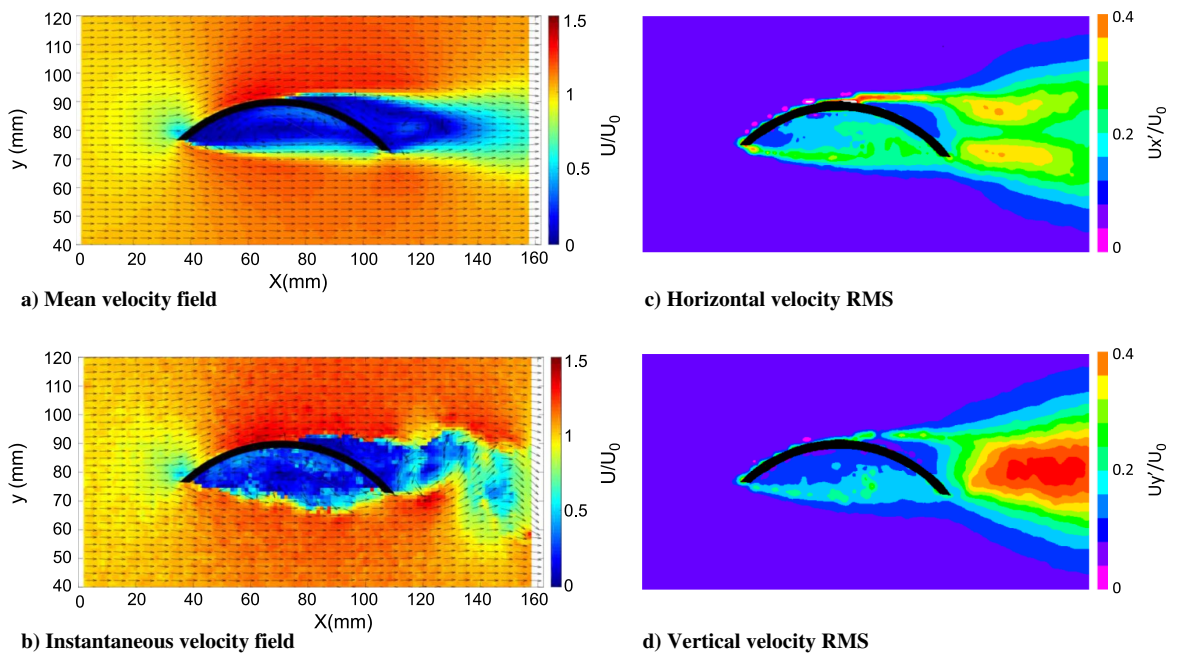 120
110
100
90
80
70
60
50
40
y (mm)
0 20 40 60 80 100 120 140 160
X(mm)
1.5
1
0.5
0
U/U0
a) Mean velocity field
0.4
0.2
0
Ux'/U0
c) Horizontal velocity RMS
120
110
100
90
80
70
60
50
40
y (mm)
0 20 40 60 80 100 120 140 160
X(mm)
1.5
1
0.5
0
U/U0
b) Instantaneous velocity field
0.4
0.2
0
Uy'/U0
d) Vertical velocity RMS